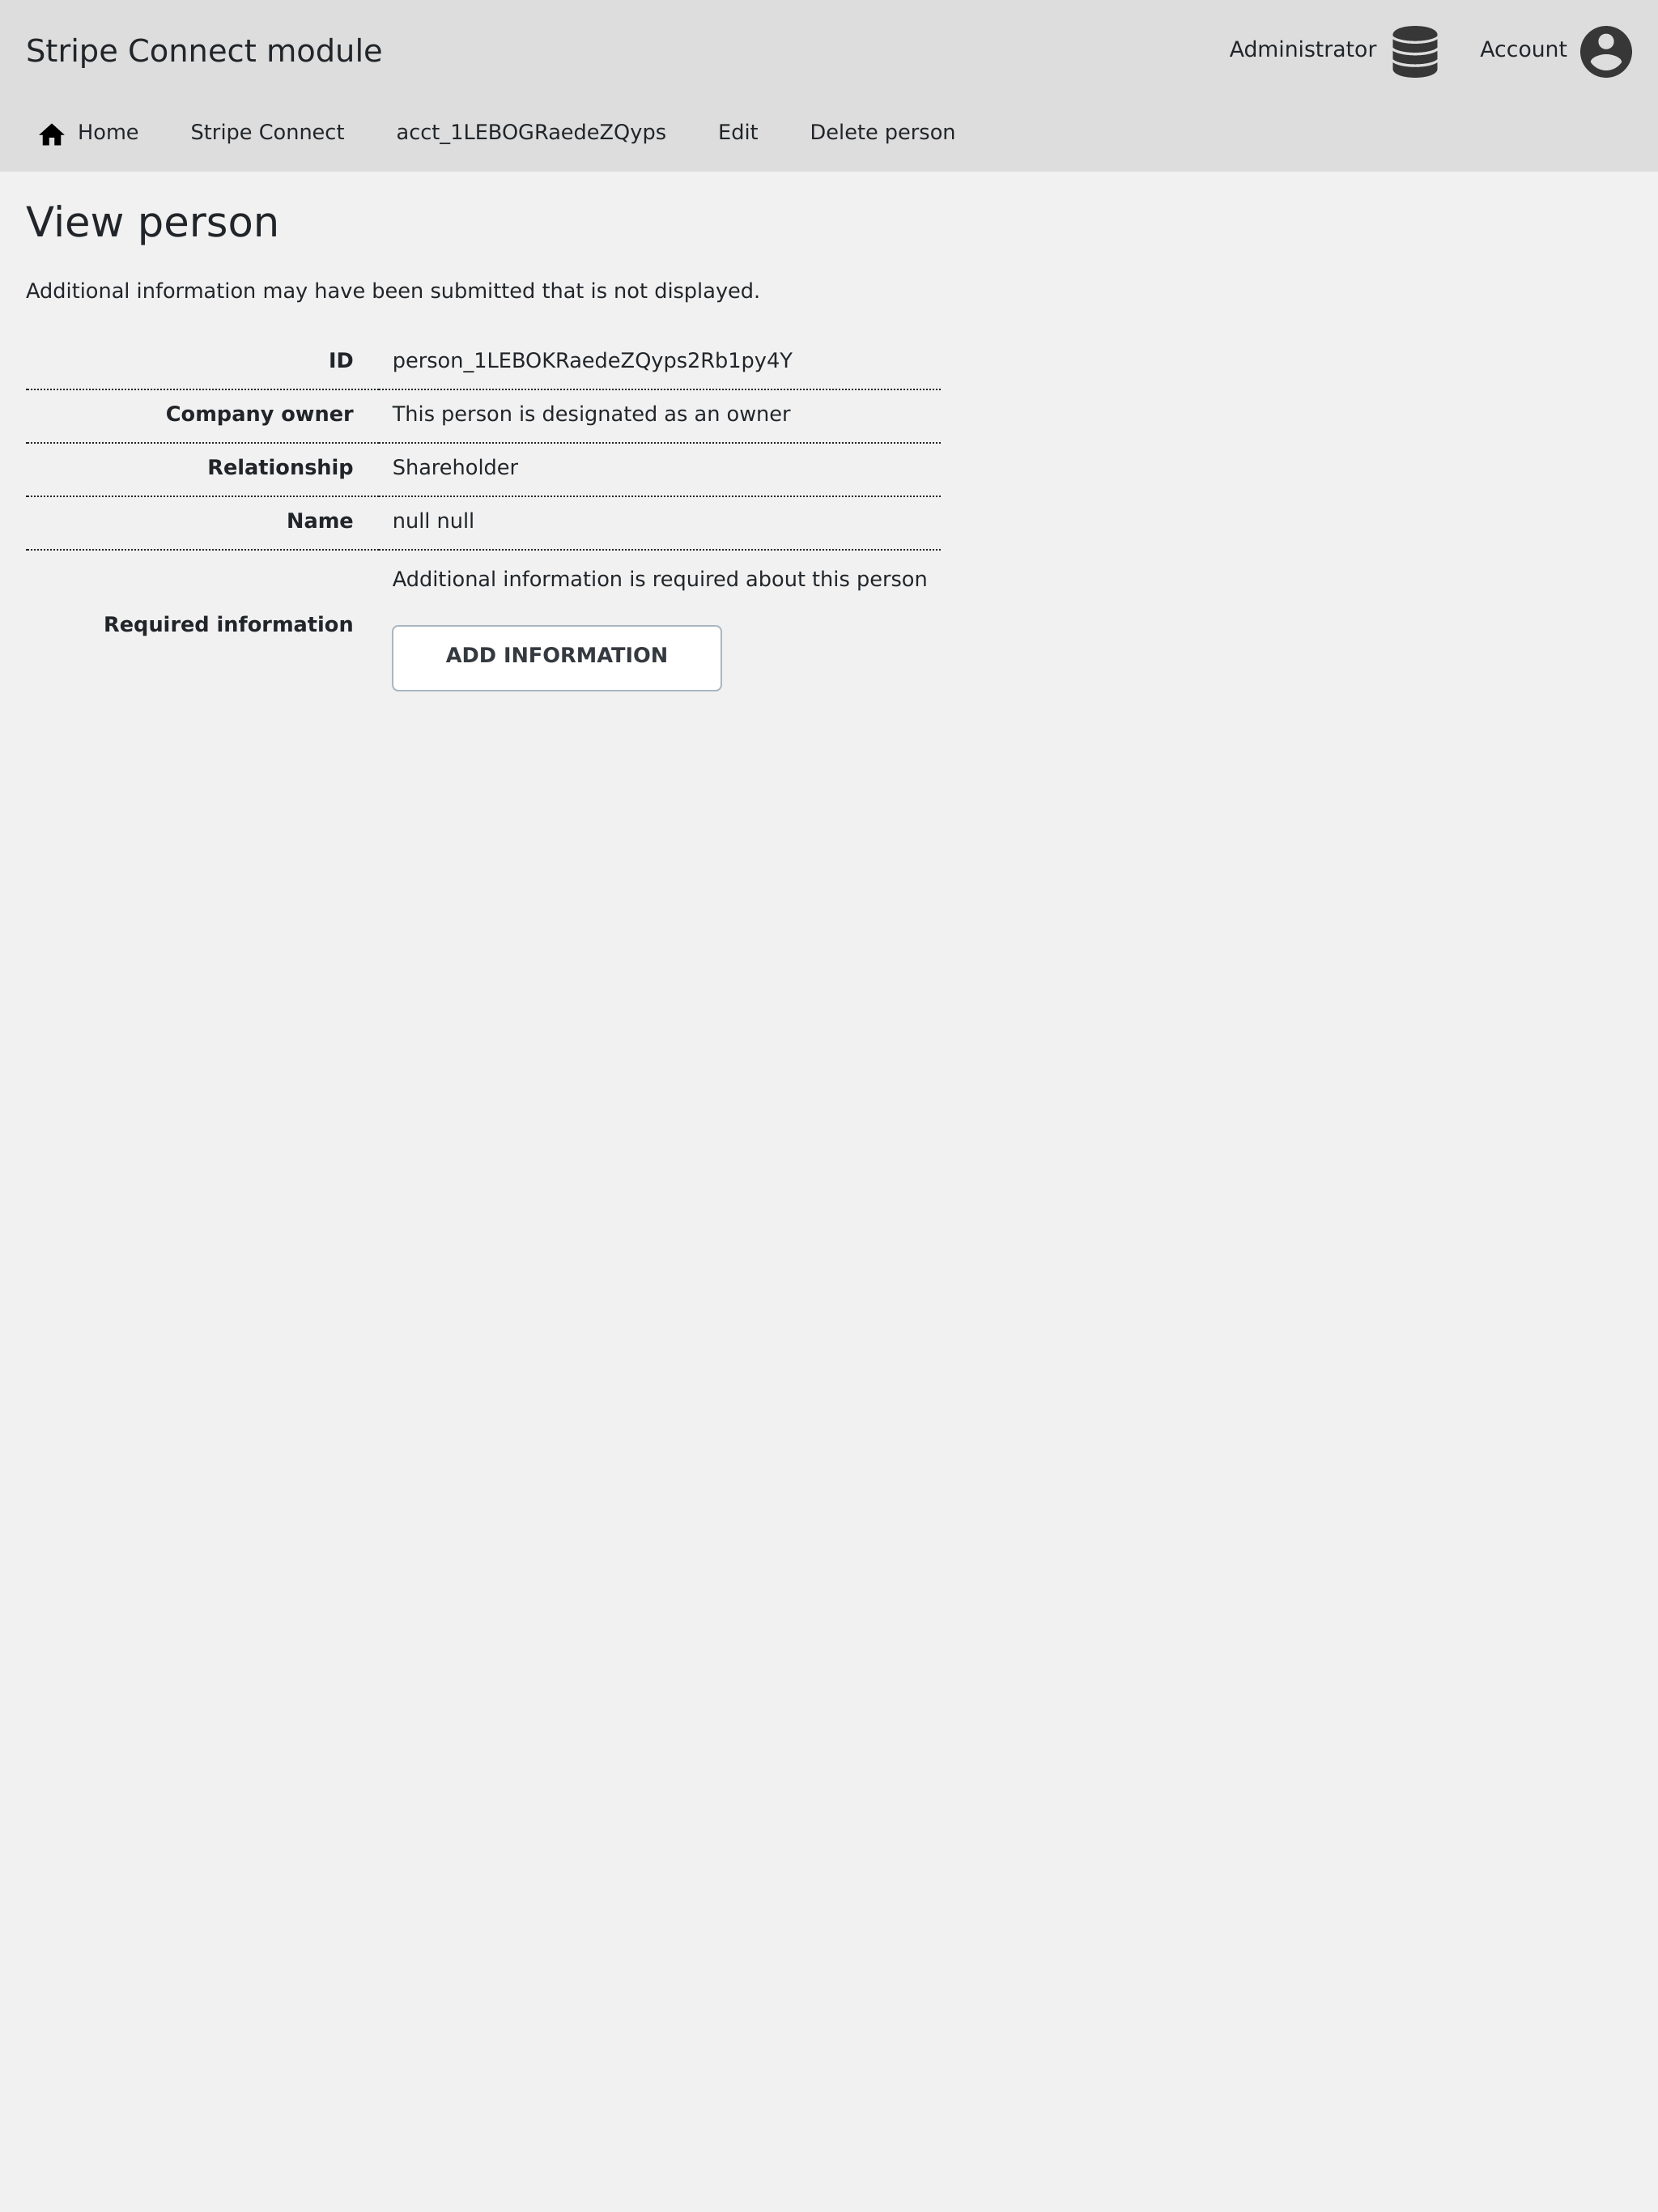 Stripe Connect module
Administrator
Account
Home
Stripe Connect
acct_1LEBOGRaedeZQyps
Edit
Delete person
View person
Additional information may have been submitted that is not displayed.
ID person_1LEBOKRaedeZQyps2Rb1py4Y
Company owner This person is designated as an owner
Relationship Shareholder
Name null null
Additional information is required about this person
Required information
ADD INFORMATION